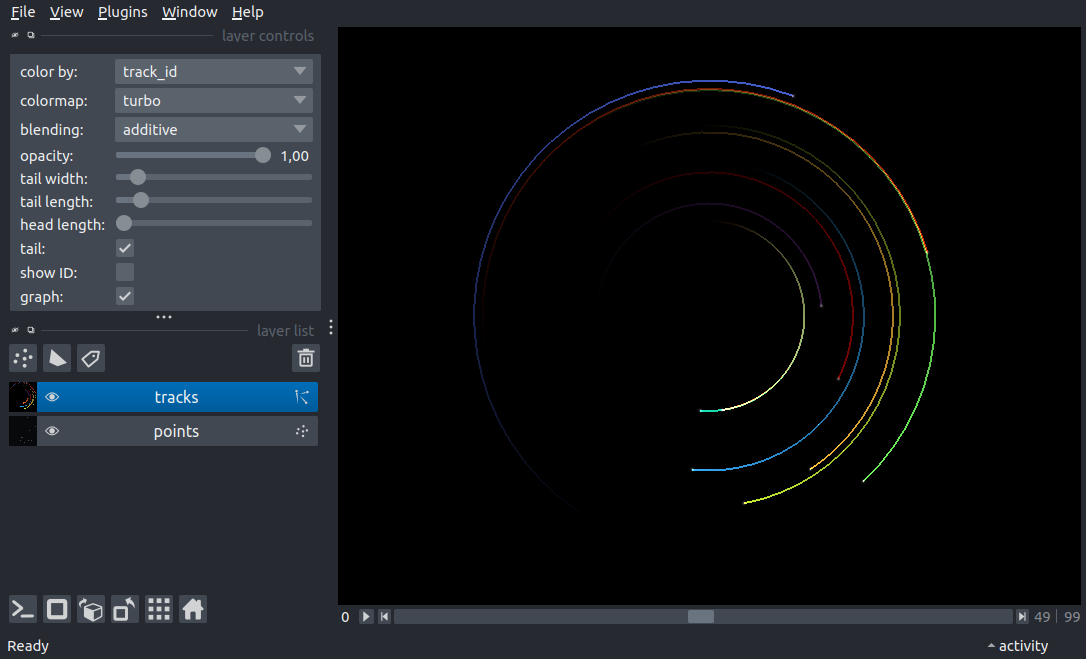 File View Plugins Window Help
layer controls
color by: track_id
colormap: turbo
blending: additive
opacity: 1,00
tail width:
tail length:
head length:
tail:
show ID:
graph:
layer list
tracks
points
0 49 99
Ready activity